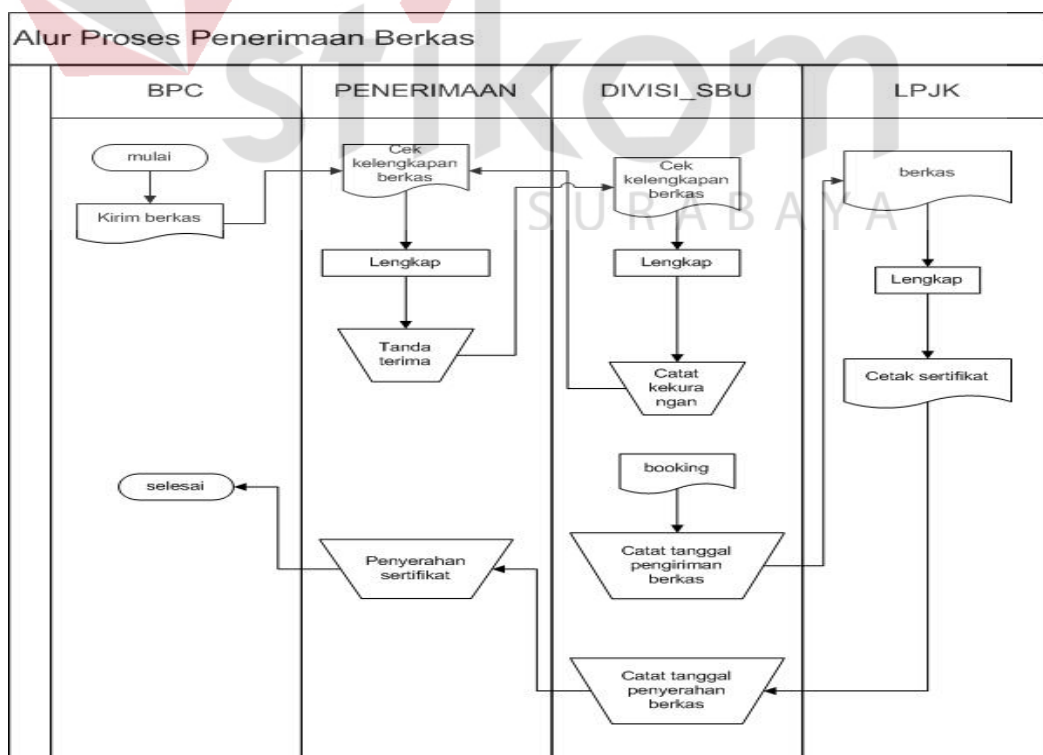 Alur Proses Penerimaan Berkas
stikom
SURABAYA
BPC
PENERIMAAN
DIVISI_SBU
LPJK
mulai
Kirim berkas
Cek
kelengkapan
berkas
Lengkap
Tanda
terima
Cek
kelengkapan
berkas
Lengkap
Catat
kekura
ngan
booking
Catat tanggal
pengiriman
berkas
berkas
Lengkap
Cetak sertifikat
Catat tanggal
penyerahan
berkas
Penyerahan
sertifikat
selesai